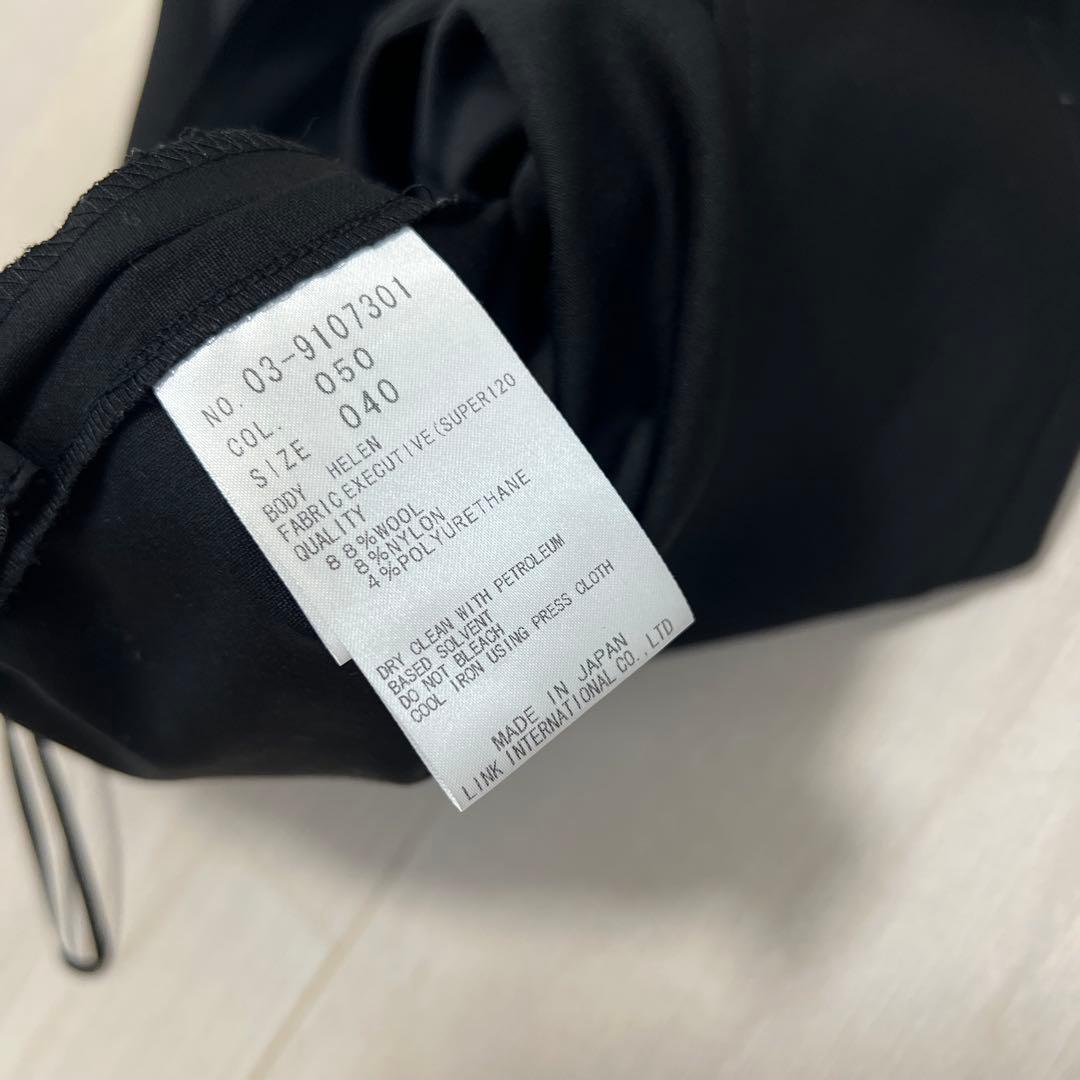 NO. 03-9107301
COL. 050
SIZE 040
BODY HELEN
FABRIC EXECUTIVE(SUPER120
QUALITY
88%WOOL
8%NYLON
4%POLYURETHANE
DRY CLEAN WITH PETROLEUM
BASED SOLVENT
DO NOT BLEACH
COOL IRON USING PRESS CLOTH
MADE IN JAPAN
LINK INTERNATIONAL CO.,LTD